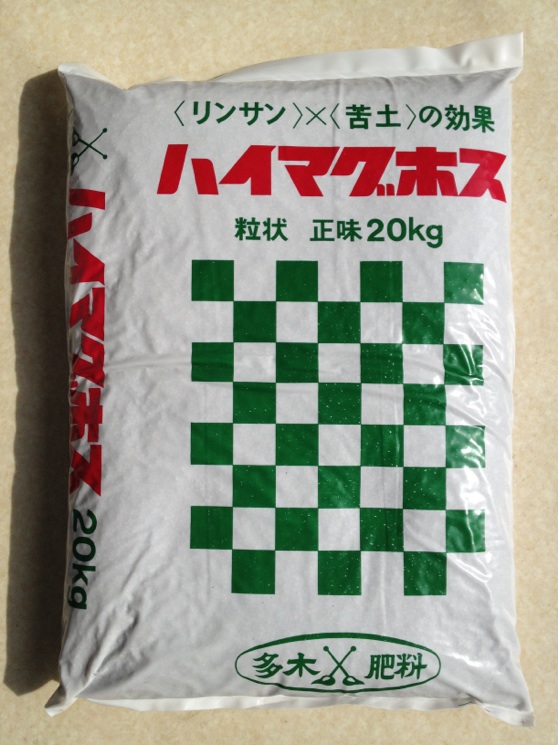 〈リンサン〉×〈苦土〉の効果
ハイマグホス
粒状 正味20kg
多木 肥料
ハイマグホス 20kg